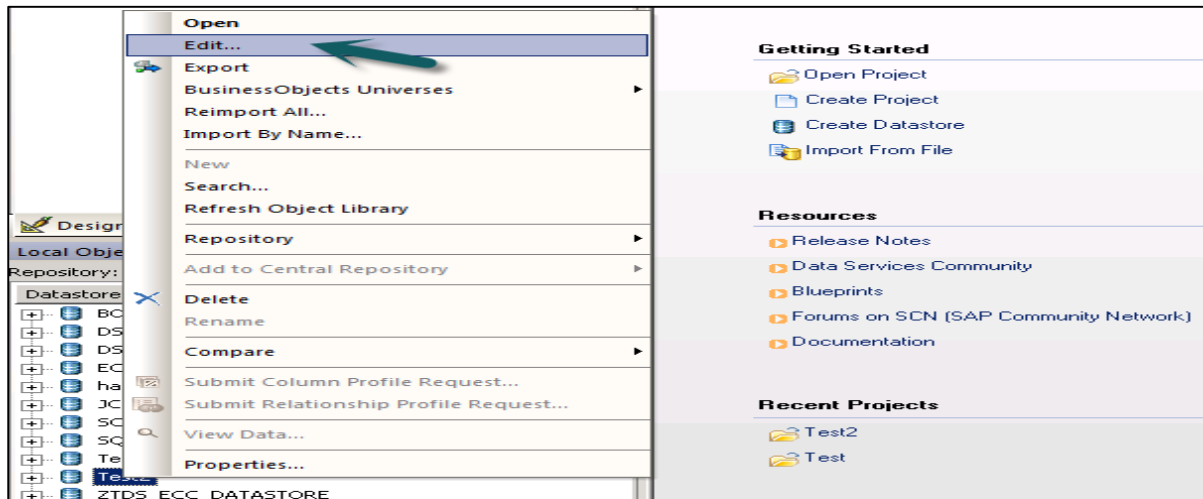 Open
Edit...
Export
BusinessObjects Universes
Reimport All...
Import By Name...
New
Search...
Refresh Object Library
Repository
Add to Central Repository
Delete
Rename
Compare
Submit Column Profile Request...
Submit Relationship Profile Request...
View Data...
Properties...
Local Obje
Repository:
Datastore
BO
DS
DS
EC
ha
JC
SC
SQ
Te
Test2
ZTDS_ECC_DATASTORE
Getting Started
Open Project
Create Project
Create Datastore
Import From File
Resources
Release Notes
Data Services Community
Blueprints
Forums on SCN (SAP Community Network)
Documentation
Recent Projects
Test2
Test